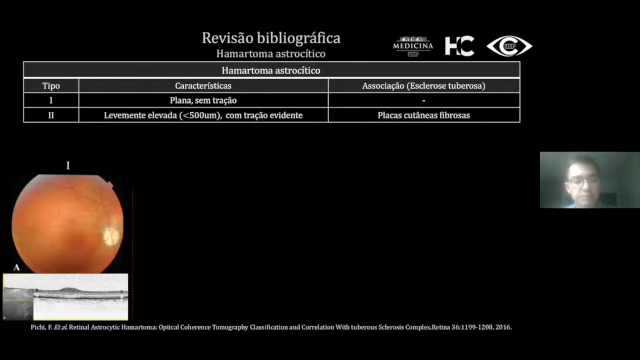 Revisão bibliográfica
Hamartoma astrocítico
MEDICINA
USP
HC
USP
Hamartoma astrocítico
Tipo Características Associação (Esclerose tuberosa)
I Plana, sem tração -
II Levemente elevada (<500um), com tração evidente Placas cutâneas fibrosas
I
A
Pichi, F. Et.al. Retinal Astrocytic Hamartoma: Optical Coherence Tomography Classification and Correlation With tuberous Sclerosis Complex.Retina 36:1199-1208, 2016.